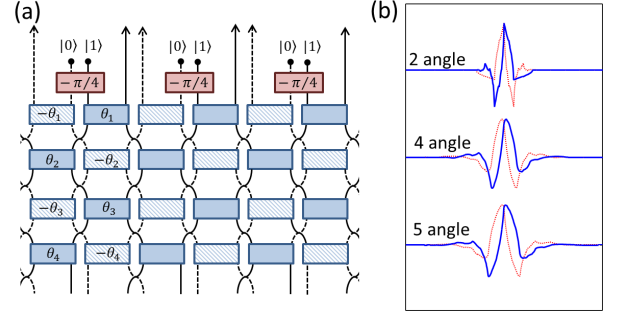 (a)
|0⟩ |1⟩ |0⟩ |1⟩ |0⟩ |1⟩
−π/4 −π/4 −π/4
−θ₁ θ₁
θ₂ −θ₂
−θ₃ θ₃
θ₄ −θ₄
(b)
2 angle
4 angle
5 angle